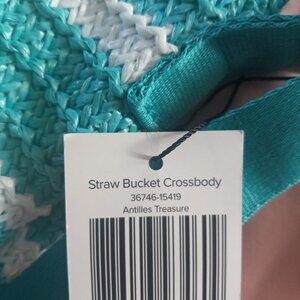 Straw Bucket Crossbody
36746-15419
Antilles Treasure